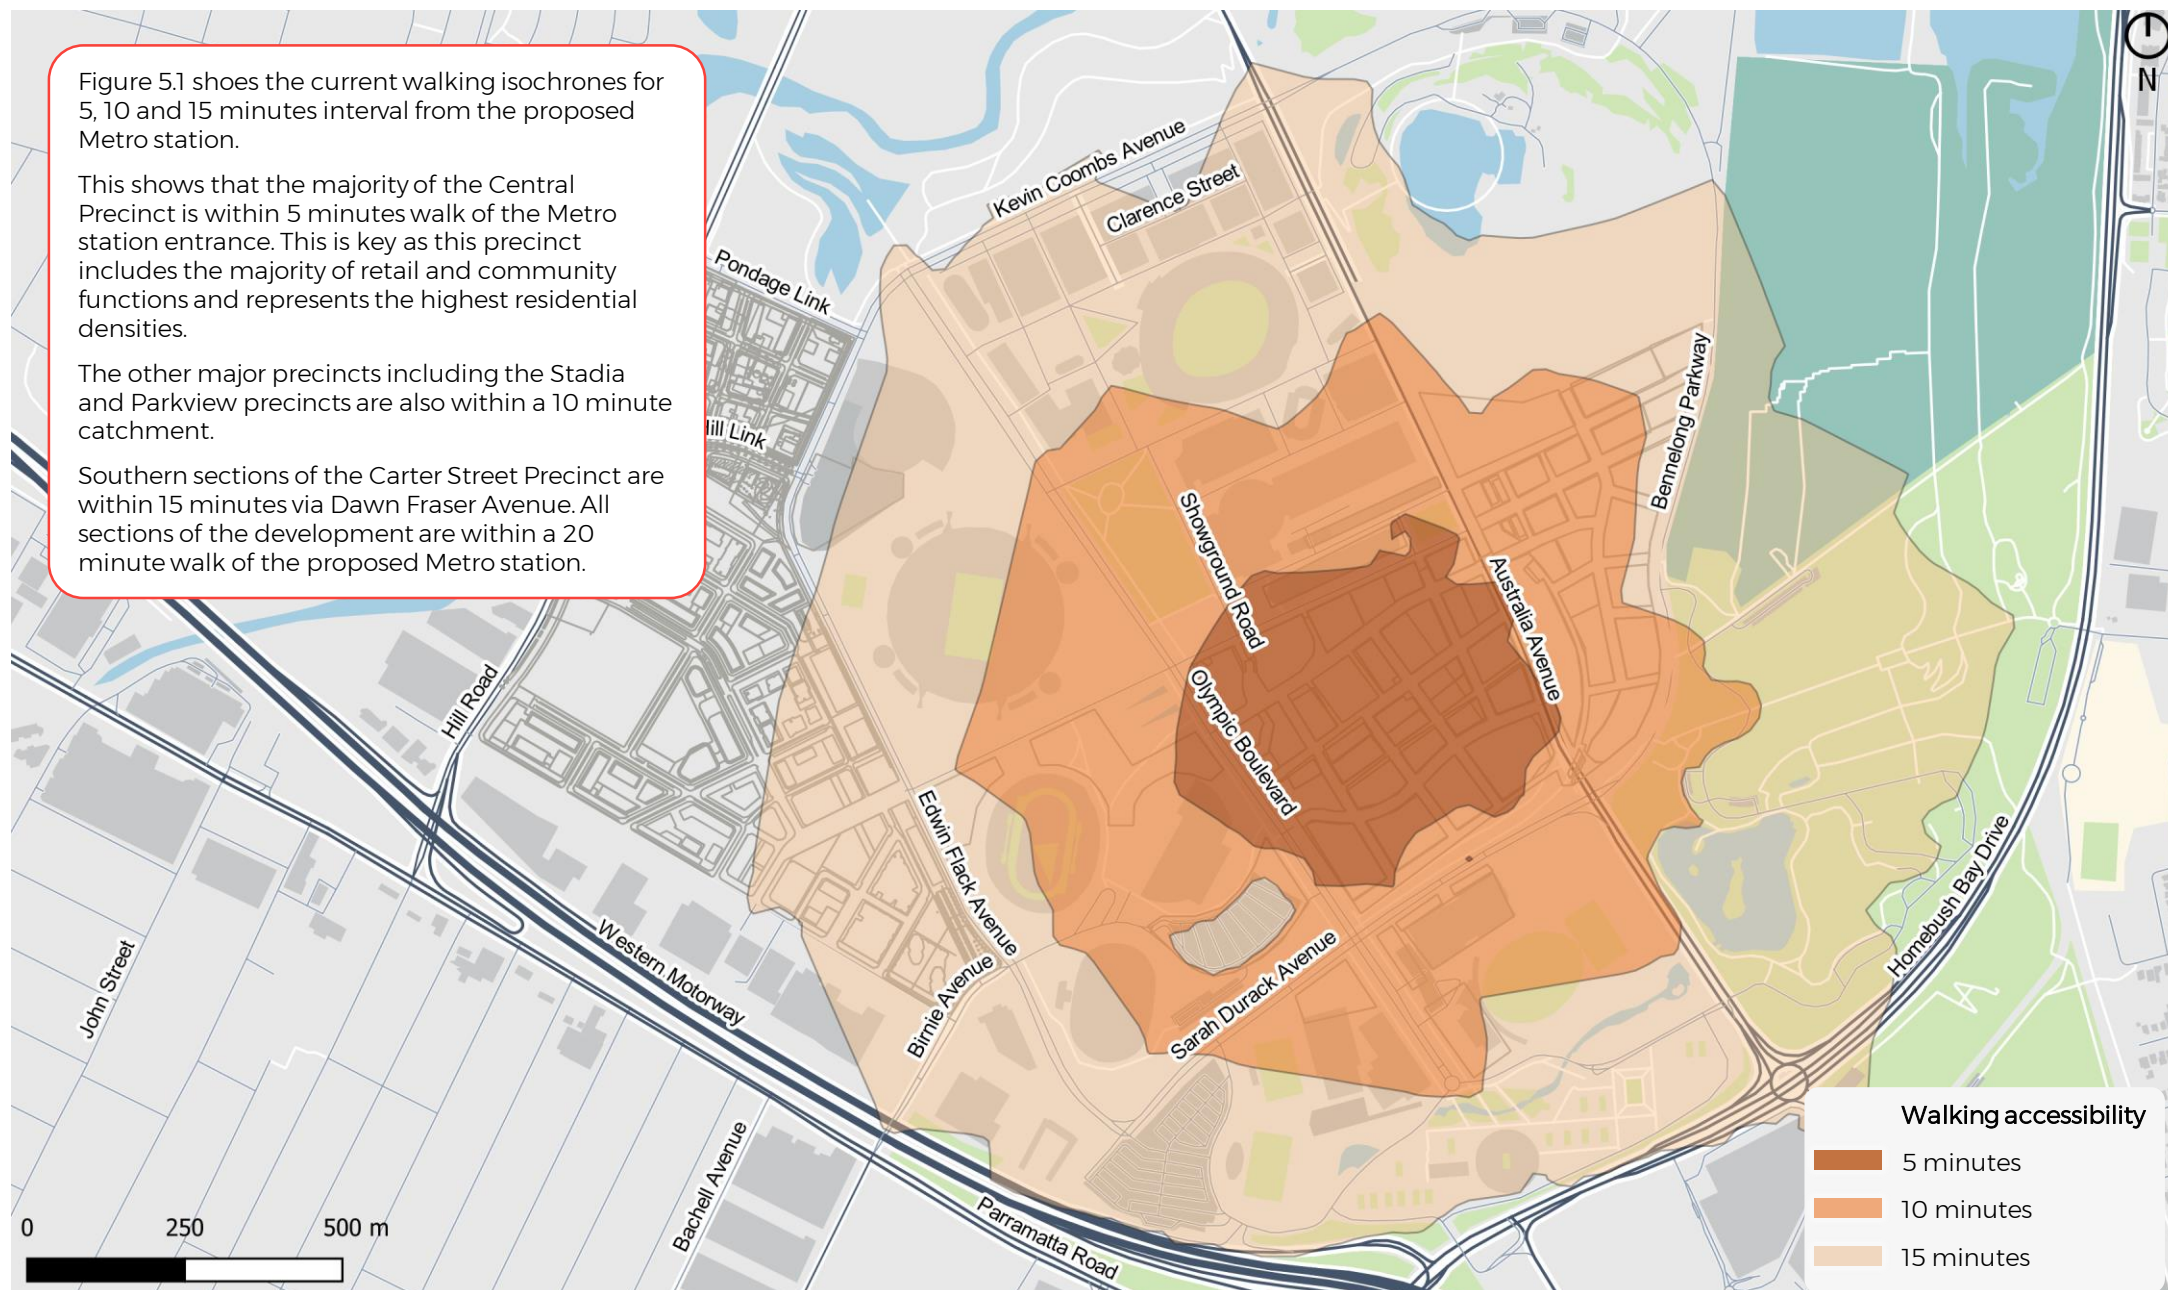 Figure 5.1 shoes the current walking isochrones for
5, 10 and 15 minutes interval from the proposed
Metro station.
This shows that the majority of the Central
Precinct is within 5 minutes walk of the Metro
station entrance. This is key as this precinct
includes the majority of retail and community
functions and represents the highest residential
densities.
The other major precincts including the Stadia
and Parkview precincts are also within a 10 minute
catchment.
Southern sections of the Carter Street Precinct are
within 15 minutes via Dawn Fraser Avenue. All
sections of the development are within a 20
minute walk of the proposed Metro station.
N
Kevin Coombs Avenue
Clarence Street
Pondage Link
Link
Bennelong Parkway
Showground Road
Australia Avenue
Olympic Boulevard
Hill Road
Edwin Flack Avenue
Homebush Bay Drive
Western Motorway
Birnie Avenue
Sarah Durack Avenue
John Street
Bachell Avenue
Parramatta Road
0 250 500 m
Walking accessibility
5 minutes
10 minutes
15 minutes